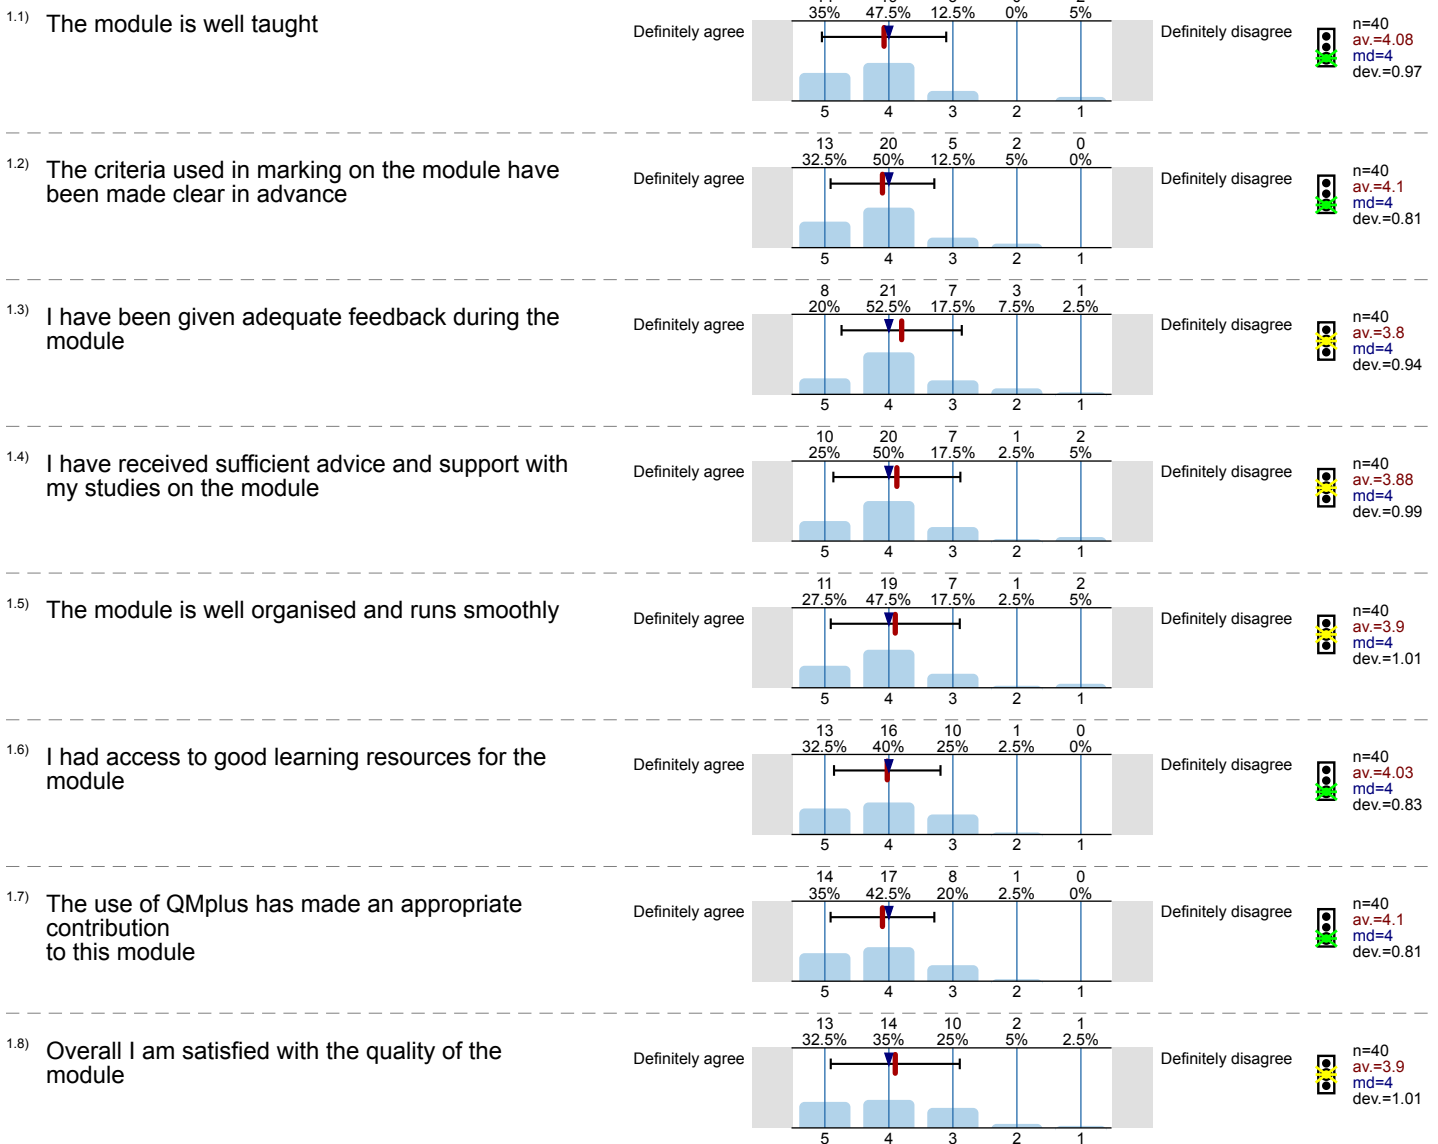 1.1) The module is well taught
35% 47.5% 12.5% 0% 5%
Definitely agree Definitely disagree
5 4 3 2 1
n=40
av.=4.08
md=4
dev.=0.97
1.2) The criteria used in marking on the module have
been made clear in advance
13 20 5 2 0
32.5% 50% 12.5% 5% 0%
Definitely agree Definitely disagree
5 4 3 2 1
n=40
av.=4.1
md=4
dev.=0.81
1.3) I have been given adequate feedback during the
module
8 21 7 3 1
20% 52.5% 17.5% 7.5% 2.5%
Definitely agree Definitely disagree
5 4 3 2 1
n=40
av.=3.8
md=4
dev.=0.94
1.4) I have received sufficient advice and support with
my studies on the module
10 20 7 1 2
25% 50% 17.5% 2.5% 5%
Definitely agree Definitely disagree
5 4 3 2 1
n=40
av.=3.88
md=4
dev.=0.99
1.5) The module is well organised and runs smoothly
11 19 7 1 2
27.5% 47.5% 17.5% 2.5% 5%
Definitely agree Definitely disagree
5 4 3 2 1
n=40
av.=3.9
md=4
dev.=1.01
1.6) I had access to good learning resources for the
module
13 16 10 1 0
32.5% 40% 25% 2.5% 0%
Definitely agree Definitely disagree
5 4 3 2 1
n=40
av.=4.03
md=4
dev.=0.83
1.7) The use of QMplus has made an appropriate
contribution
to this module
14 17 8 1 0
35% 42.5% 20% 2.5% 0%
Definitely agree Definitely disagree
5 4 3 2 1
n=40
av.=4.1
md=4
dev.=0.81
1.8) Overall I am satisfied with the quality of the
module
13 14 10 2 1
32.5% 35% 25% 5% 2.5%
Definitely agree Definitely disagree
5 4 3 2 1
n=40
av.=3.9
md=4
dev.=1.01